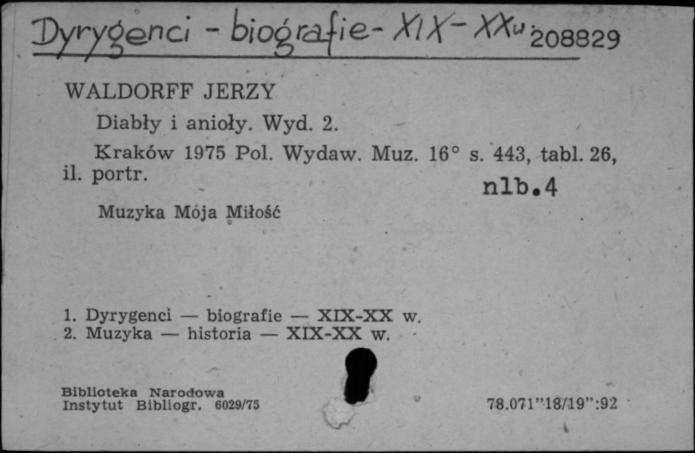 Dyrygenci - biografie - XIX - XX w. 208829
WALDORFF JERZY
Diabły i anioły. Wyd. 2.
Kraków 1975 Pol. Wydaw. Muz. 16° s. 443, tabl. 26,
il. portr.
nlb.4
Muzyka Moja Miłość
1. Dyrygenci — biografie — XIX-XX w.
2. Muzyka — historia — XIX-XX w.
Biblioteka Narodowa
Instytut Bibliogr. 6029/75
78.071"18/19":92